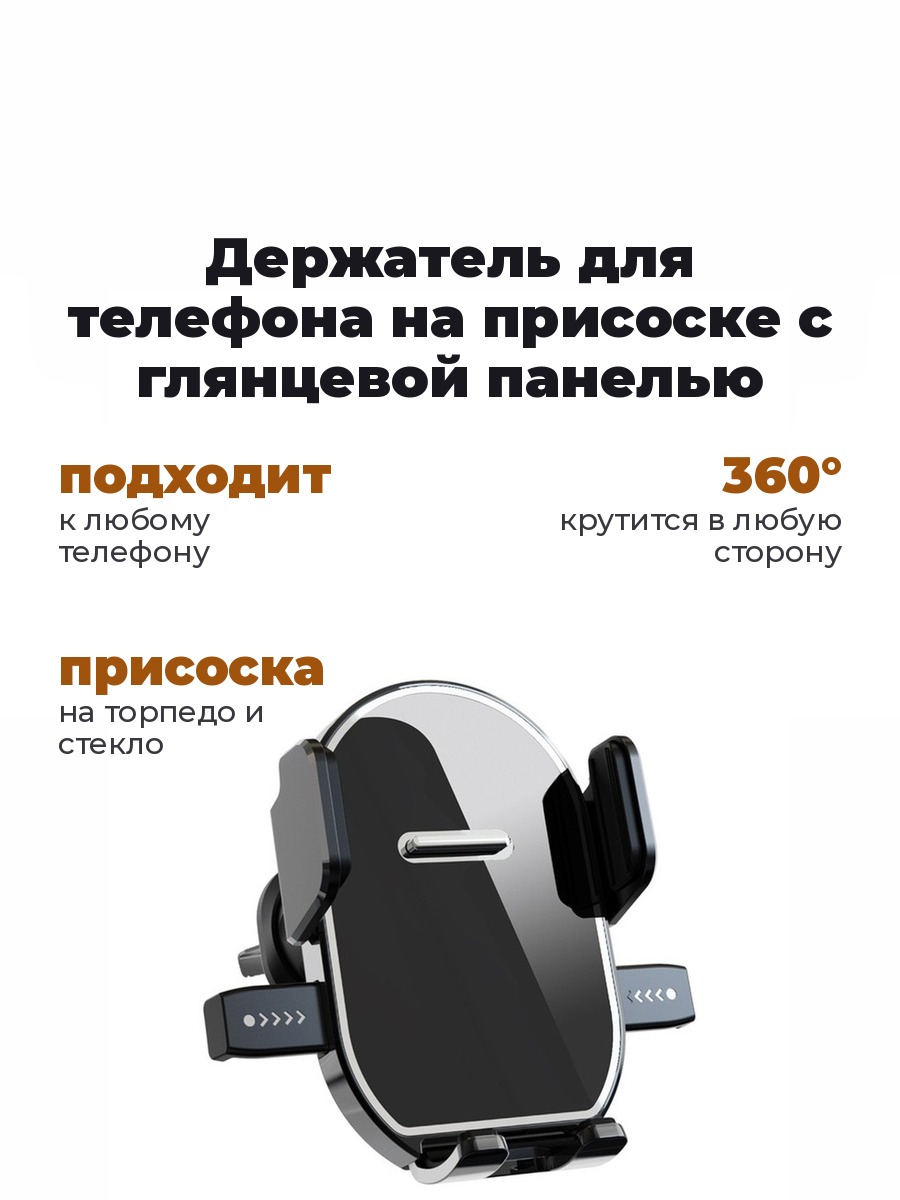 Держатель для
телефона на присоске с
глянцевой панелью
подходит
к любому
телефону
360°
крутится в любую
сторону
присоска
на торпедо и
стекло